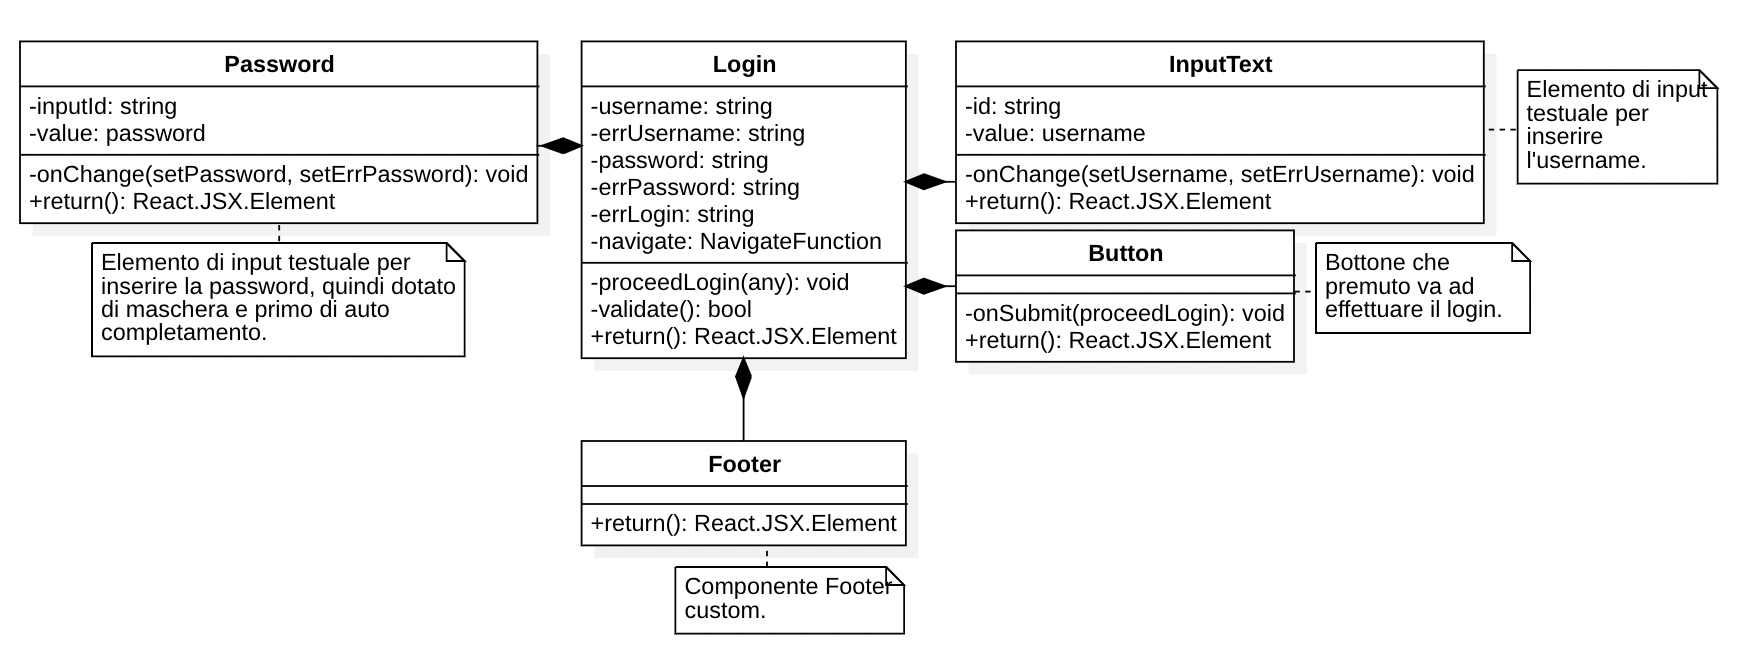 Password
-inputId: string
-value: password
-onChange(setPassword, setErrPassword): void
+return(): React.JSX.Element
Elemento di input testuale per
inserire la password, quindi dotato
di maschera e primo di auto
completamento.
Login
-username: string
-errUsername: string
-password: string
-errPassword: string
-errLogin: string
-navigate: NavigateFunction
-proceedLogin(any): void
-validate(): bool
+return(): React.JSX.Element
InputText
-id: string
-value: username
-onChange(setUsername, setErrUsername): void
+return(): React.JSX.Element
Elemento di input
testuale per
inserire
l'username.
Button
-onSubmit(proceedLogin): void
+return(): React.JSX.Element
Bottone che
premuto va ad
effettuare il login.
Footer
+return(): React.JSX.Element
Componente Footer
custom.